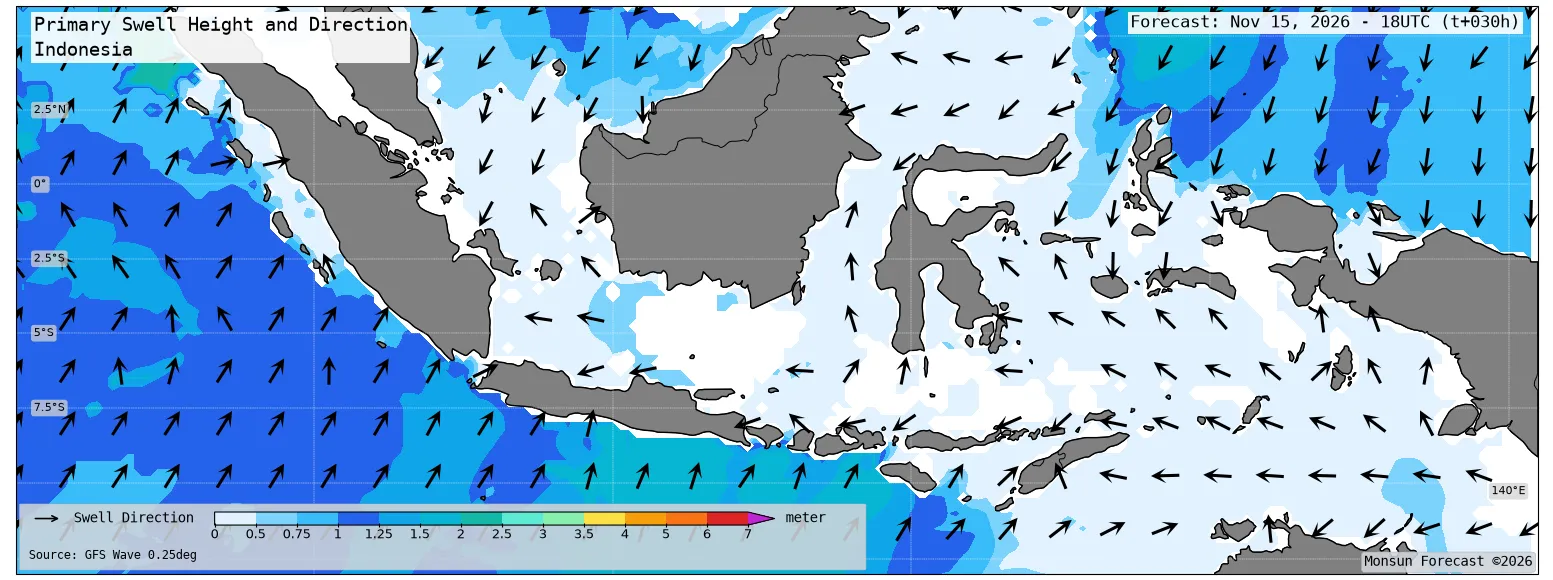 Primary Swell Height and Direction
Indonesia
Forecast: Nov 15, 2026 - 18UTC (t+030h)
2.5°N
0°
2.5°S
5°S
7.5°S
140°E
Swell Direction
meter
0 0.5 0.75 1 1.25 1.5 2 2.5 3 3.5 4 5 6 7
Source: GFS Wave 0.25deg
Monsun Forecast ©2026